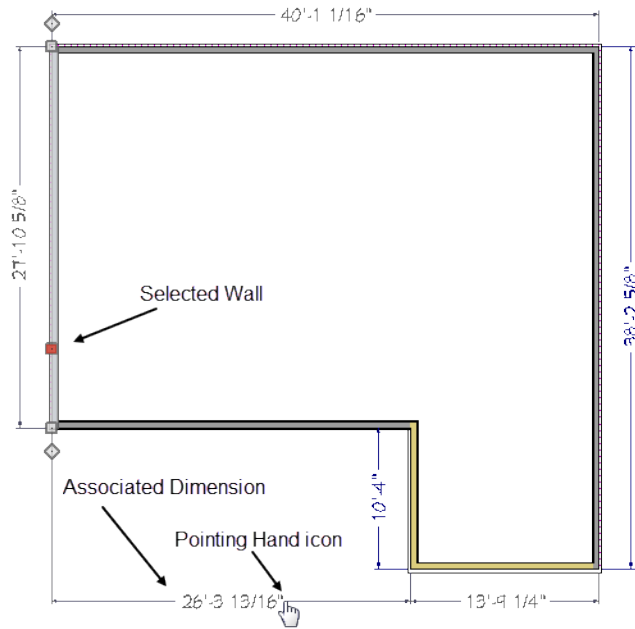 40'-1 1/16"
27'-10 5/8"
Selected Wall
38'-2 5/8"
10'-4"
Associated Dimension
Pointing Hand icon
26'-3 13/16"
13'-9 1/4"